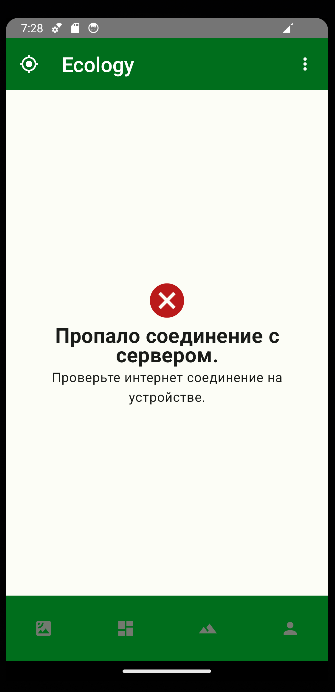 7:28
Ecology
Пропало соединение с
сервером.
Проверьте интернет соединение на
устройстве.